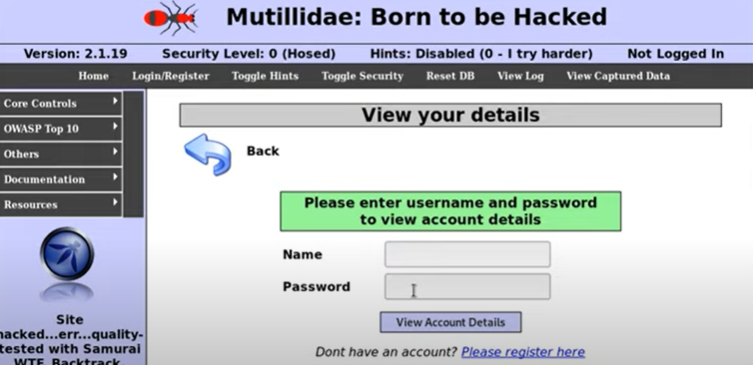 Mutillidae: Born to be Hacked
Version: 2.1.19 Security Level: 0 (Hosed) Hints: Disabled (0 - I try harder) Not Logged In
Home Login/Register Toggle Hints Toggle Security Reset DB View Log View Captured Data
Core Controls
OWASP Top 10
Others
Documentation
Resources
Site
hacked...err...quality-
tested with Samurai
WTF, Backtrack
View your details
Back
Please enter username and password
to view account details
Name
Password
View Account Details
Dont have an account? Please register here